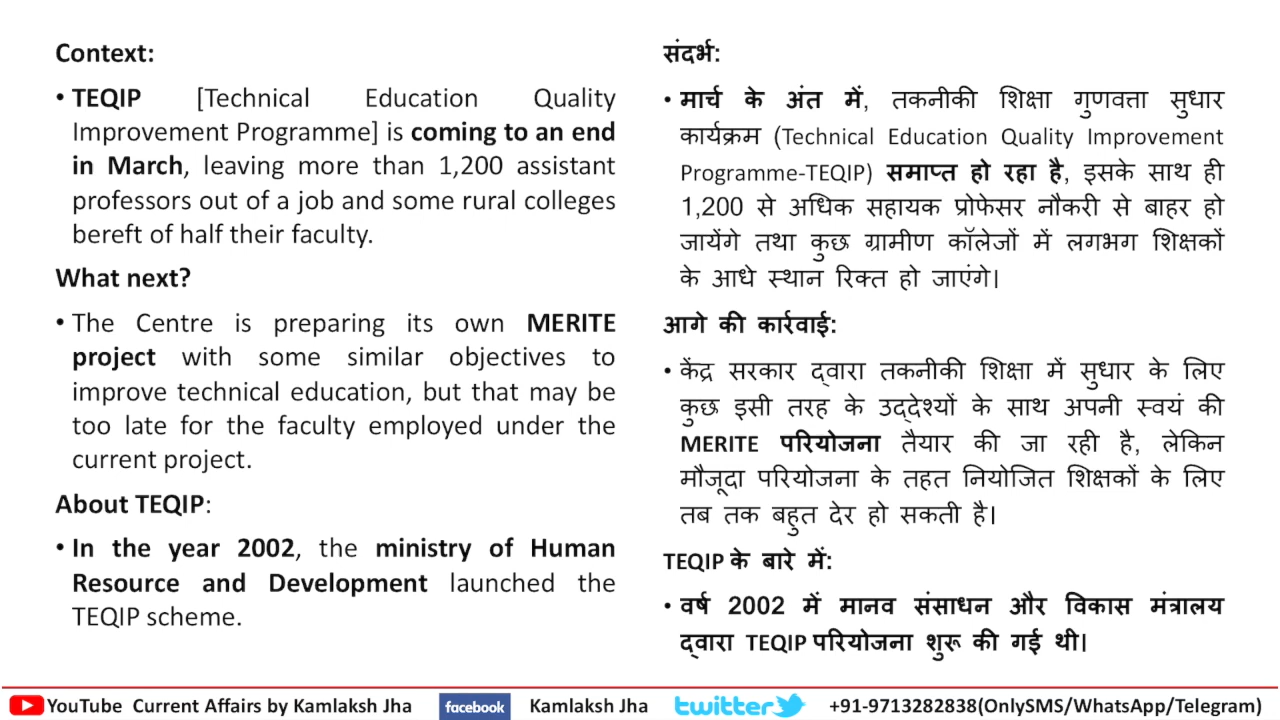 Context:
• TEQIP [Technical Education Quality
Improvement Programme] is coming to an end
in March, leaving more than 1,200 assistant
professors out of a job and some rural colleges
bereft of half their faculty.
What next?
• The Centre is preparing its own MERITE
project with some similar objectives to
improve technical education, but that may be
too late for the faculty employed under the
current project.
About TEQIP:
• In the year 2002, the ministry of Human
Resource and Development launched the
TEQIP scheme.
संदर्भ:
• मार्च के अंत में, तकनीकी शिक्षा गुणवत्ता सुधार
कार्यक्रम (Technical Education Quality Improvement
Programme-TEQIP) समाप्त हो रहा है, इसके साथ ही
1,200 से अधिक सहायक प्रोफेसर नौकरी से बाहर हो
जायेंगे तथा कुछ ग्रामीण कॉलेजों में लगभग शिक्षकों
के आधे स्थान रिक्त हो जाएंगे।
आगे की कार्रवाई:
• केंद्र सरकार द्वारा तकनीकी शिक्षा में सुधार के लिए
कुछ इसी तरह के उद्देश्यों के साथ अपनी स्वयं की
MERITE परियोजना तैयार की जा रही है, लेकिन
मौजूदा परियोजना के तहत नियोजित शिक्षकों के लिए
तब तक बहुत देर हो सकती है।
TEQIP के बारे में:
• वर्ष 2002 में मानव संसाधन और विकास मंत्रालय
द्वारा TEQIP परियोजना शुरू की गई थी।
YouTube Current Affairs by Kamlaksh Jha facebook Kamlaksh Jha twitter +91-9713282838(OnlySMS/WhatsApp/Telegram)